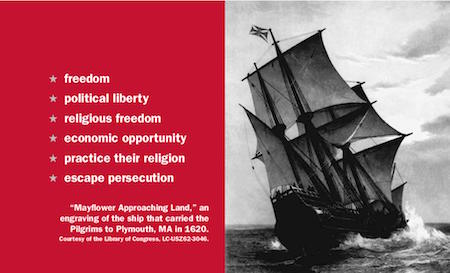 ★ freedom
★ political liberty
★ religious freedom
★ economic opportunity
★ practice their religion
★ escape persecution
“Mayflower Approaching Land,” an
engraving of the ship that carried the
Pilgrims to Plymouth, MA in 1620.
Courtesy of the Library of Congress, LC-USZ62-3046.